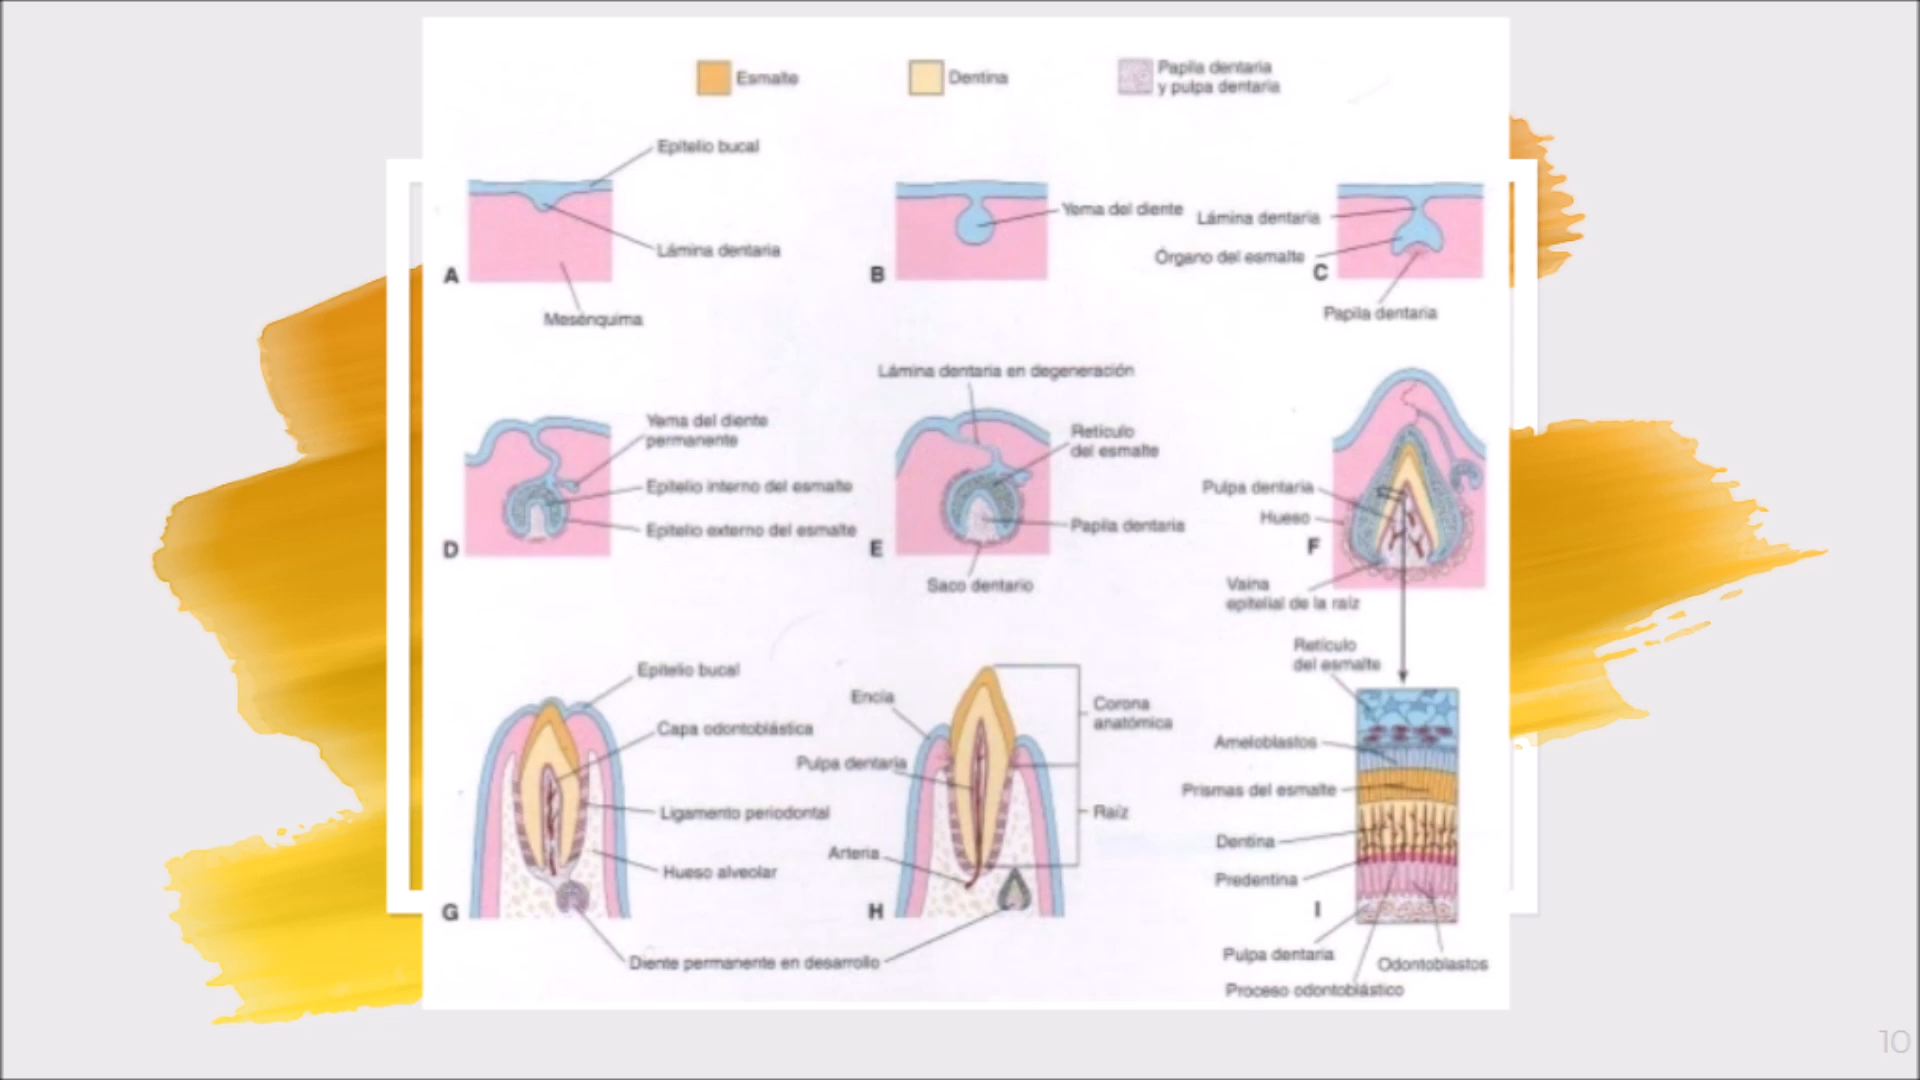 Esmalte
Dentina
Papila dentaria
y pulpa dentaria
Epitelio bucal
Lámina dentaria
Mesénquima
A
Yema del diente
B
Lámina dentaria
Órgano del esmalte
C
Papila dentaria
Yema del diente
permanente
Epitelio interno del esmalte
Epitelio externo del esmalte
D
Lámina dentaria en degeneración
Retículo
del esmalte
Papila dentaria
E
Saco dentario
Pulpa dentaria
Hueso
F
Vaina
epitelial de la raíz
Epitelio bucal
Capa odontoblástica
Ligamento periodontal
Hueso alveolar
G
Encía
Corona
anatómica
Pulpa dentaria
Raíz
Arteria
H
Diente permanente en desarrollo
Retículo
del esmalte
Ameloblastos
Prismas del esmalte
Dentina
Predentina
I
Pulpa dentaria
Odontoblastos
Proceso odontoblástico
10